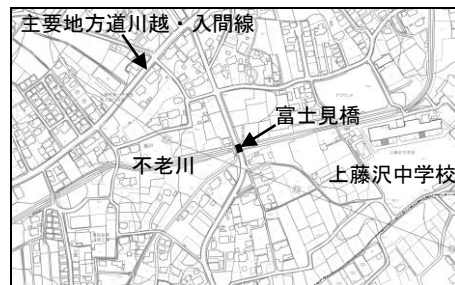 主要地方道川越・入間線
富士見橋
不老川
上藤沢中学校